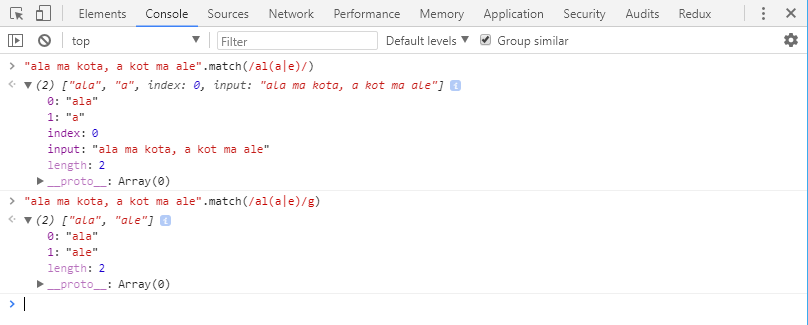 Elements Console Sources Network Performance Memory Application Security Audits Redux
top Filter Default levels Group similar
"ala ma kota, a kot ma ale".match(/al(a|e)/)
(2) ["ala", "a", index: 0, input: "ala ma kota, a kot ma ale"]
0: "ala"
1: "a"
index: 0
input: "ala ma kota, a kot ma ale"
length: 2
__proto__: Array(0)
"ala ma kota, a kot ma ale".match(/al(a|e)/g)
(2) ["ala", "ale"]
0: "ala"
1: "ale"
length: 2
__proto__: Array(0)